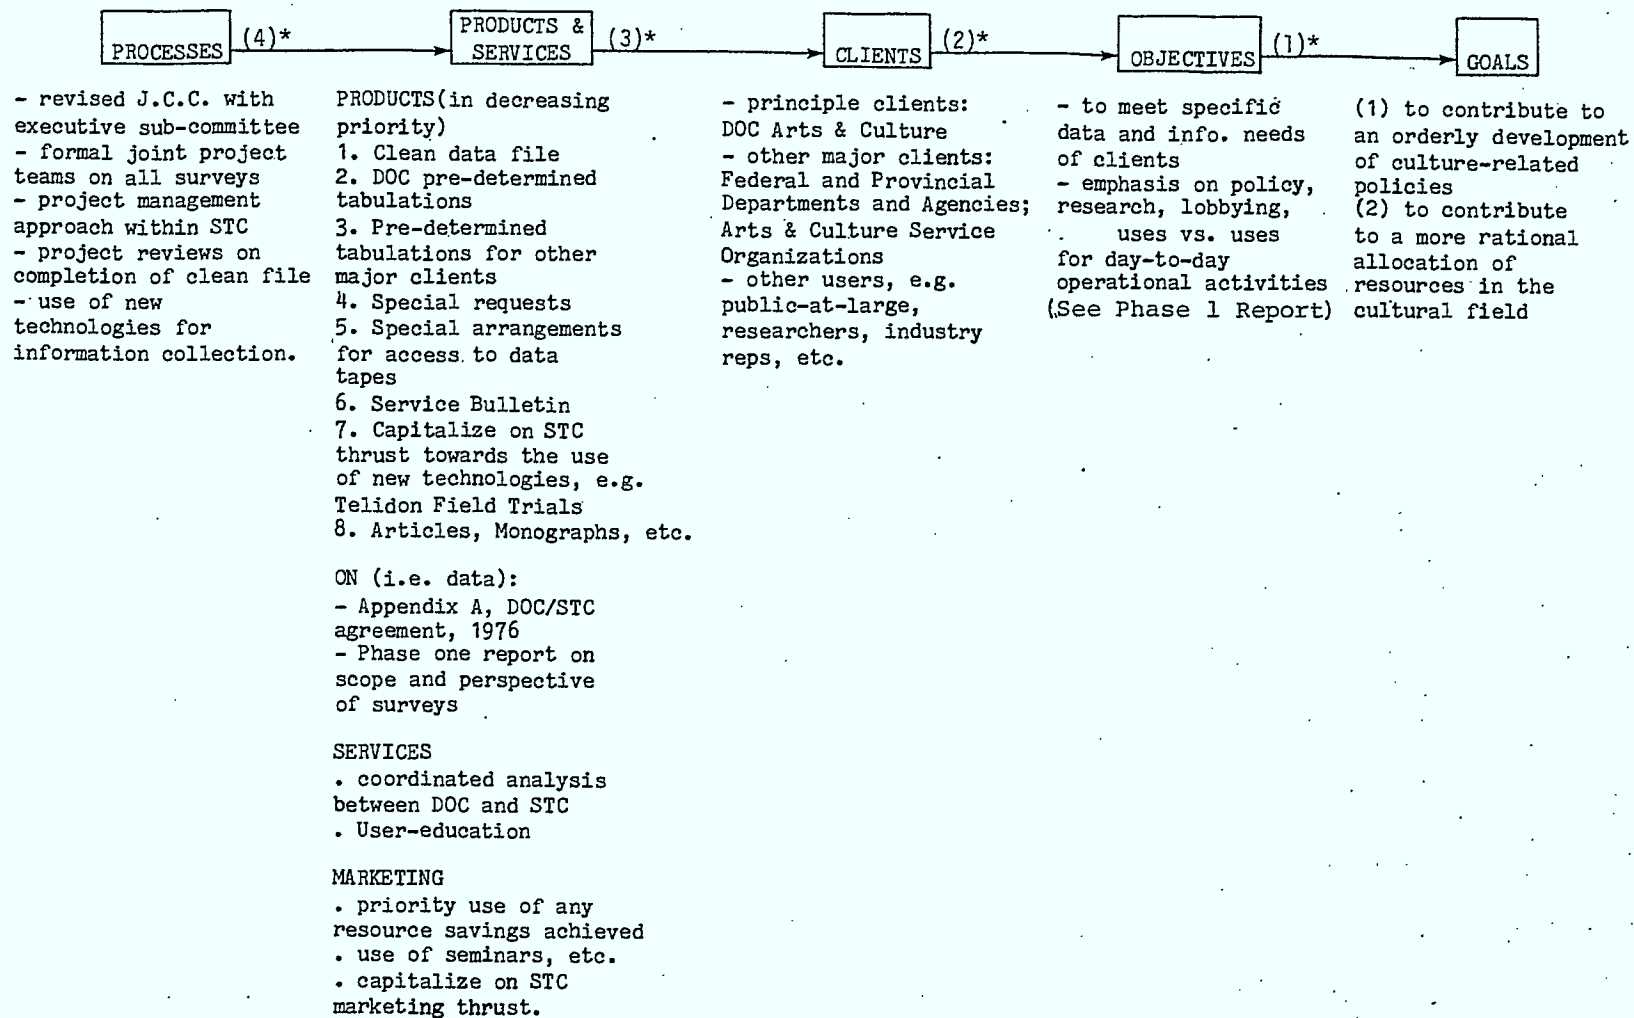 PROCESSES
(4)*
PRODUCTS &
SERVICES
(3)*
CLIENTS
(2)*
OBJECTIVES
(1)*
GOALS
- revised J.C.C. with
executive sub-committee
- formal joint project
teams on all surveys
- project management
approach within STC
- project reviews on
completion of clean file
- use of new
technologies for
information collection.
PRODUCTS(in decreasing
priority)
1. Clean data file
2. DOC pre-determined
tabulations
3. Pre-determined
tabulations for other
major clients
4. Special requests
5. Special arrangements
for access to data
tapes
6. Service Bulletin
7. Capitalize on STC
thrust towards the use
of new technologies, e.g.
Telidon Field Trials
8. Articles, Monographs, etc.
ON (i.e. data):
- Appendix A, DOC/STC
agreement, 1976
- Phase one report on
scope and perspective
of surveys
SERVICES
. coordinated analysis
between DOC and STC
. User-education
MARKETING
. priority use of any
resource savings achieved
. use of seminars, etc.
. capitalize on STC
marketing thrust.
- principle clients:
DOC Arts & Culture
- other major clients:
Federal and Provincial
Departments and Agencies;
Arts & Culture Service
Organizations
- other users, e.g.
public-at-large,
researchers, industry
reps, etc.
- to meet specific
data and info. needs
of clients
- emphasis on policy,
research, lobbying,
uses vs. uses
for day-to-day
operational activities
(See Phase 1 Report)
(1) to contribute to
an orderly development
of culture-related
policies
(2) to contribute
to a more rational
allocation of
resources in the
cultural field